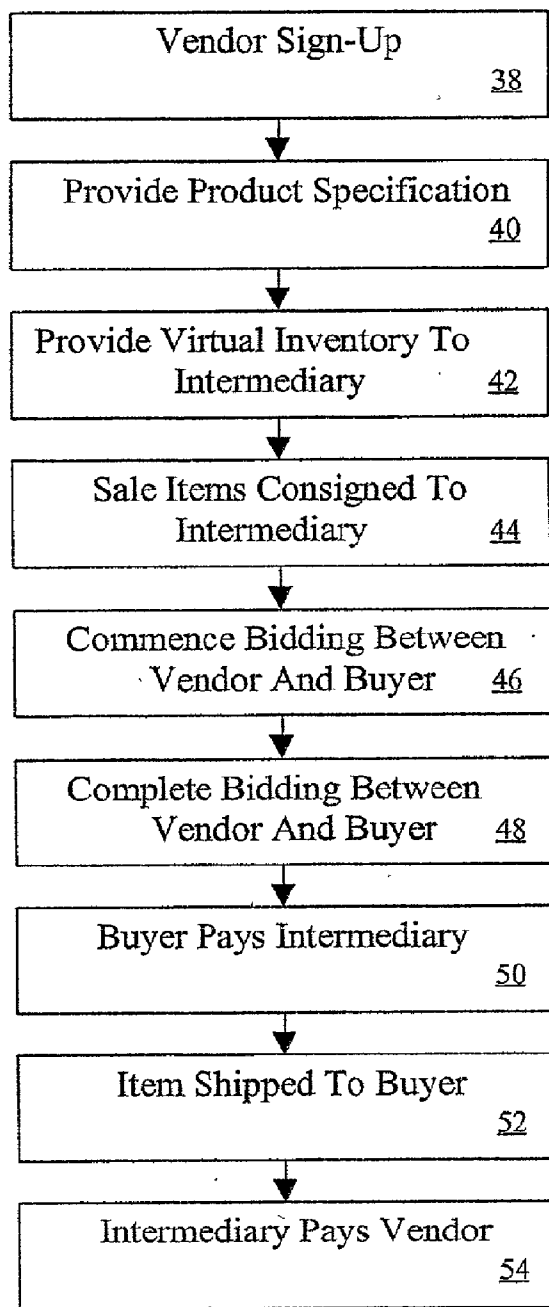 Vendor Sign-Up
38
Provide Product Specification
40
Provide Virtual Inventory To
Intermediary 42
Sale Items Consigned To
Intermediary 44
Commence Bidding Between
Vendor And Buyer 46
Complete Bidding Between
Vendor And Buyer 48
Buyer Pays Intermediary
50
Item Shipped To Buyer
52
Intermediary Pays Vendor
54